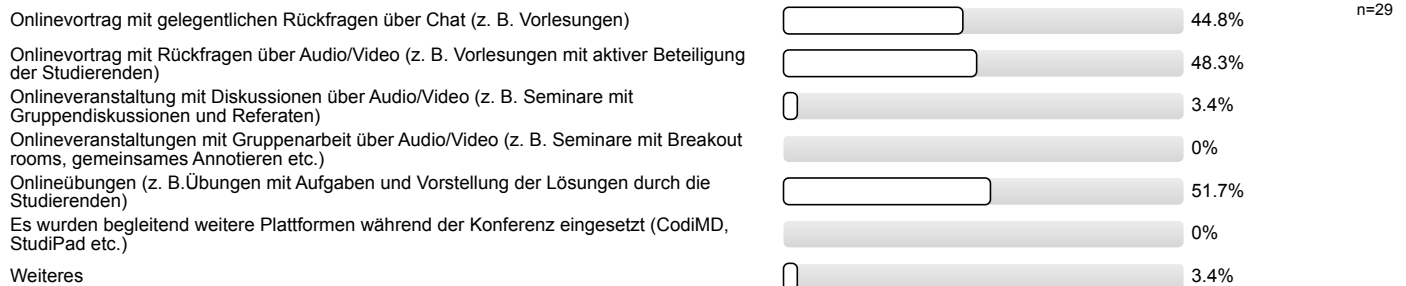 Onlinevortrag mit gelegentlichen Rückfragen über Chat (z. B. Vorlesungen) 44.8% n=29
Onlinevortrag mit Rückfragen über Audio/Video (z. B. Vorlesungen mit aktiver Beteiligung
der Studierenden) 48.3%
Onlineveranstaltung mit Diskussionen über Audio/Video (z. B. Seminare mit
Gruppendiskussionen und Referaten) 3.4%
Onlineveranstaltungen mit Gruppenarbeit über Audio/Video (z. B. Seminare mit Breakout
rooms, gemeinsames Annotieren etc.) 0%
Onlineübungen (z. B.Übungen mit Aufgaben und Vorstellung der Lösungen durch die
Studierenden) 51.7%
Es wurden begleitend weitere Plattformen während der Konferenz eingesetzt (CodiMD,
StudiPad etc.) 0%
Weiteres 3.4%